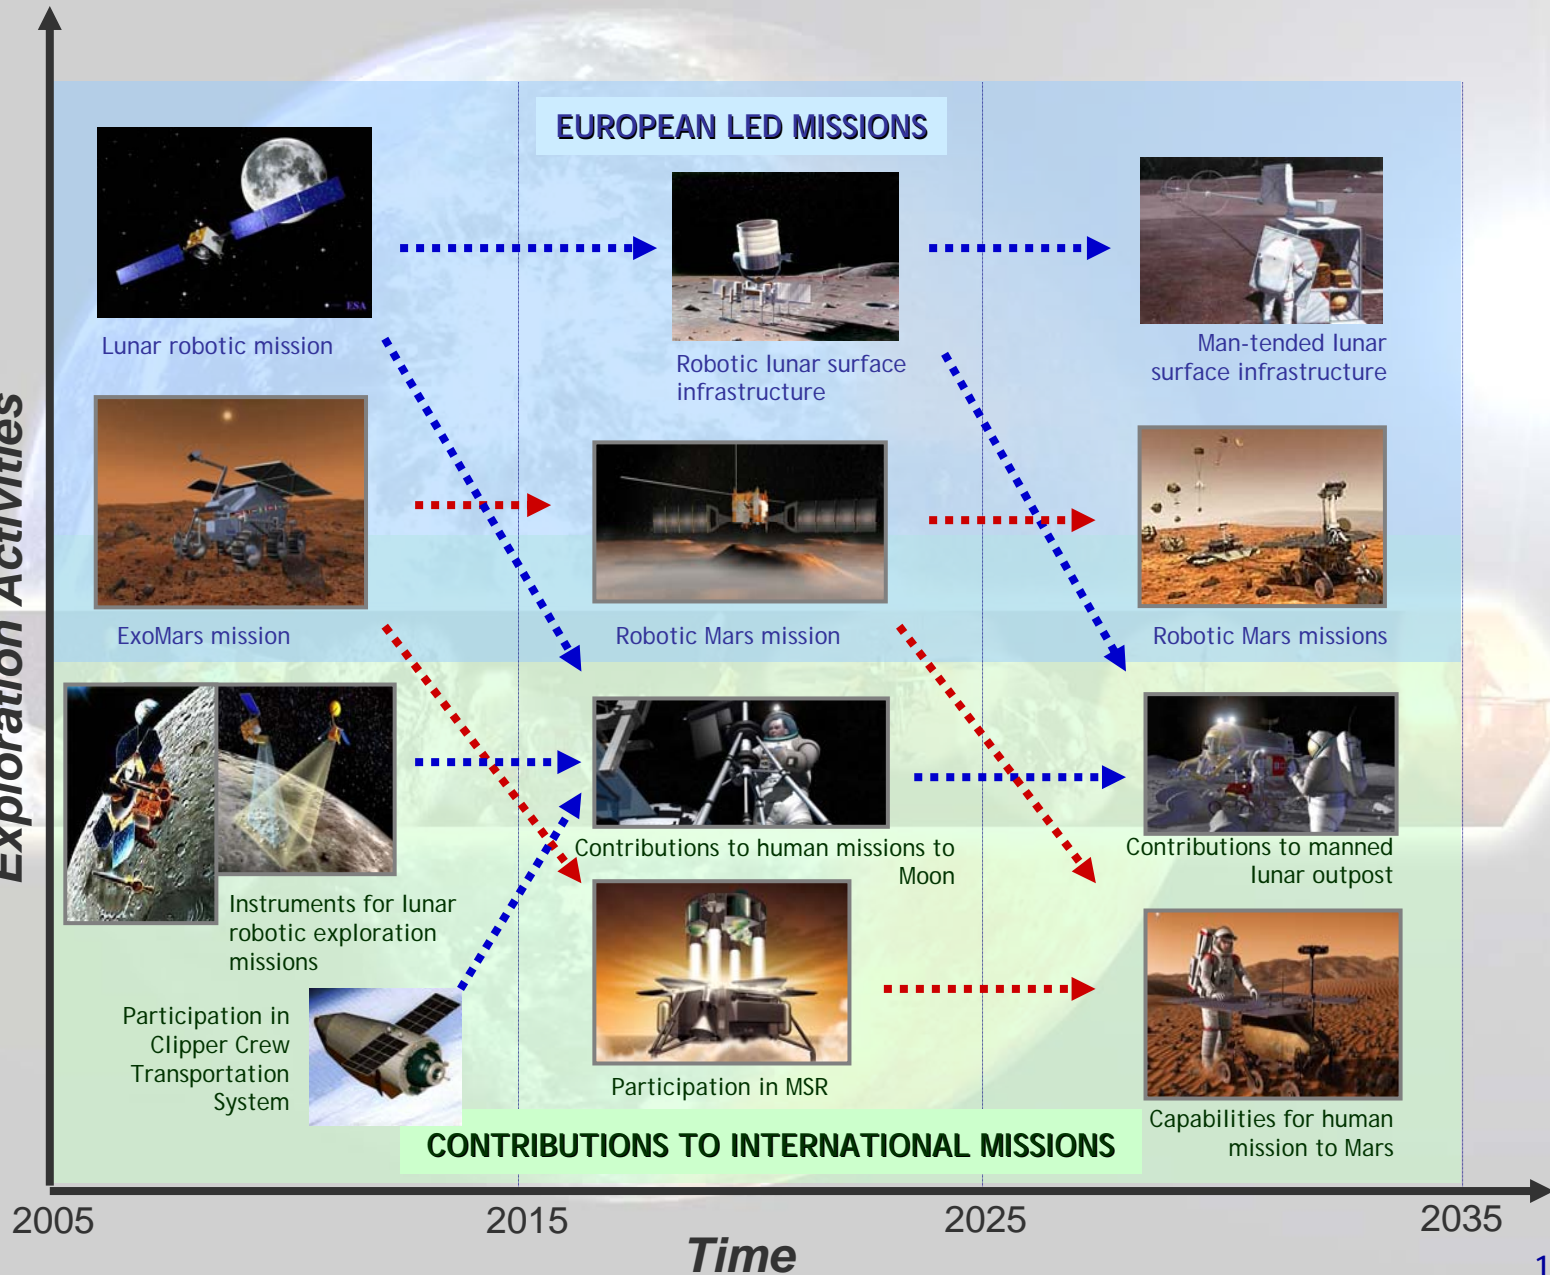 EUROPEAN LED MISSIONS
ESA
Lunar robotic mission
Robotic lunar surface
infrastructure
Man-tended lunar
surface infrastructure
Exploration Activities
ExoMars mission
Robotic Mars mission
Robotic Mars missions
Contributions to human missions to
Moon
Contributions to manned
lunar outpost
Instruments for lunar
robotic exploration
missions
Participation in
Clipper Crew
Transportation
System
Participation in MSR
Capabilities for human
mission to Mars
CONTRIBUTIONS TO INTERNATIONAL MISSIONS
2005
2015
2025
2035
Time
1